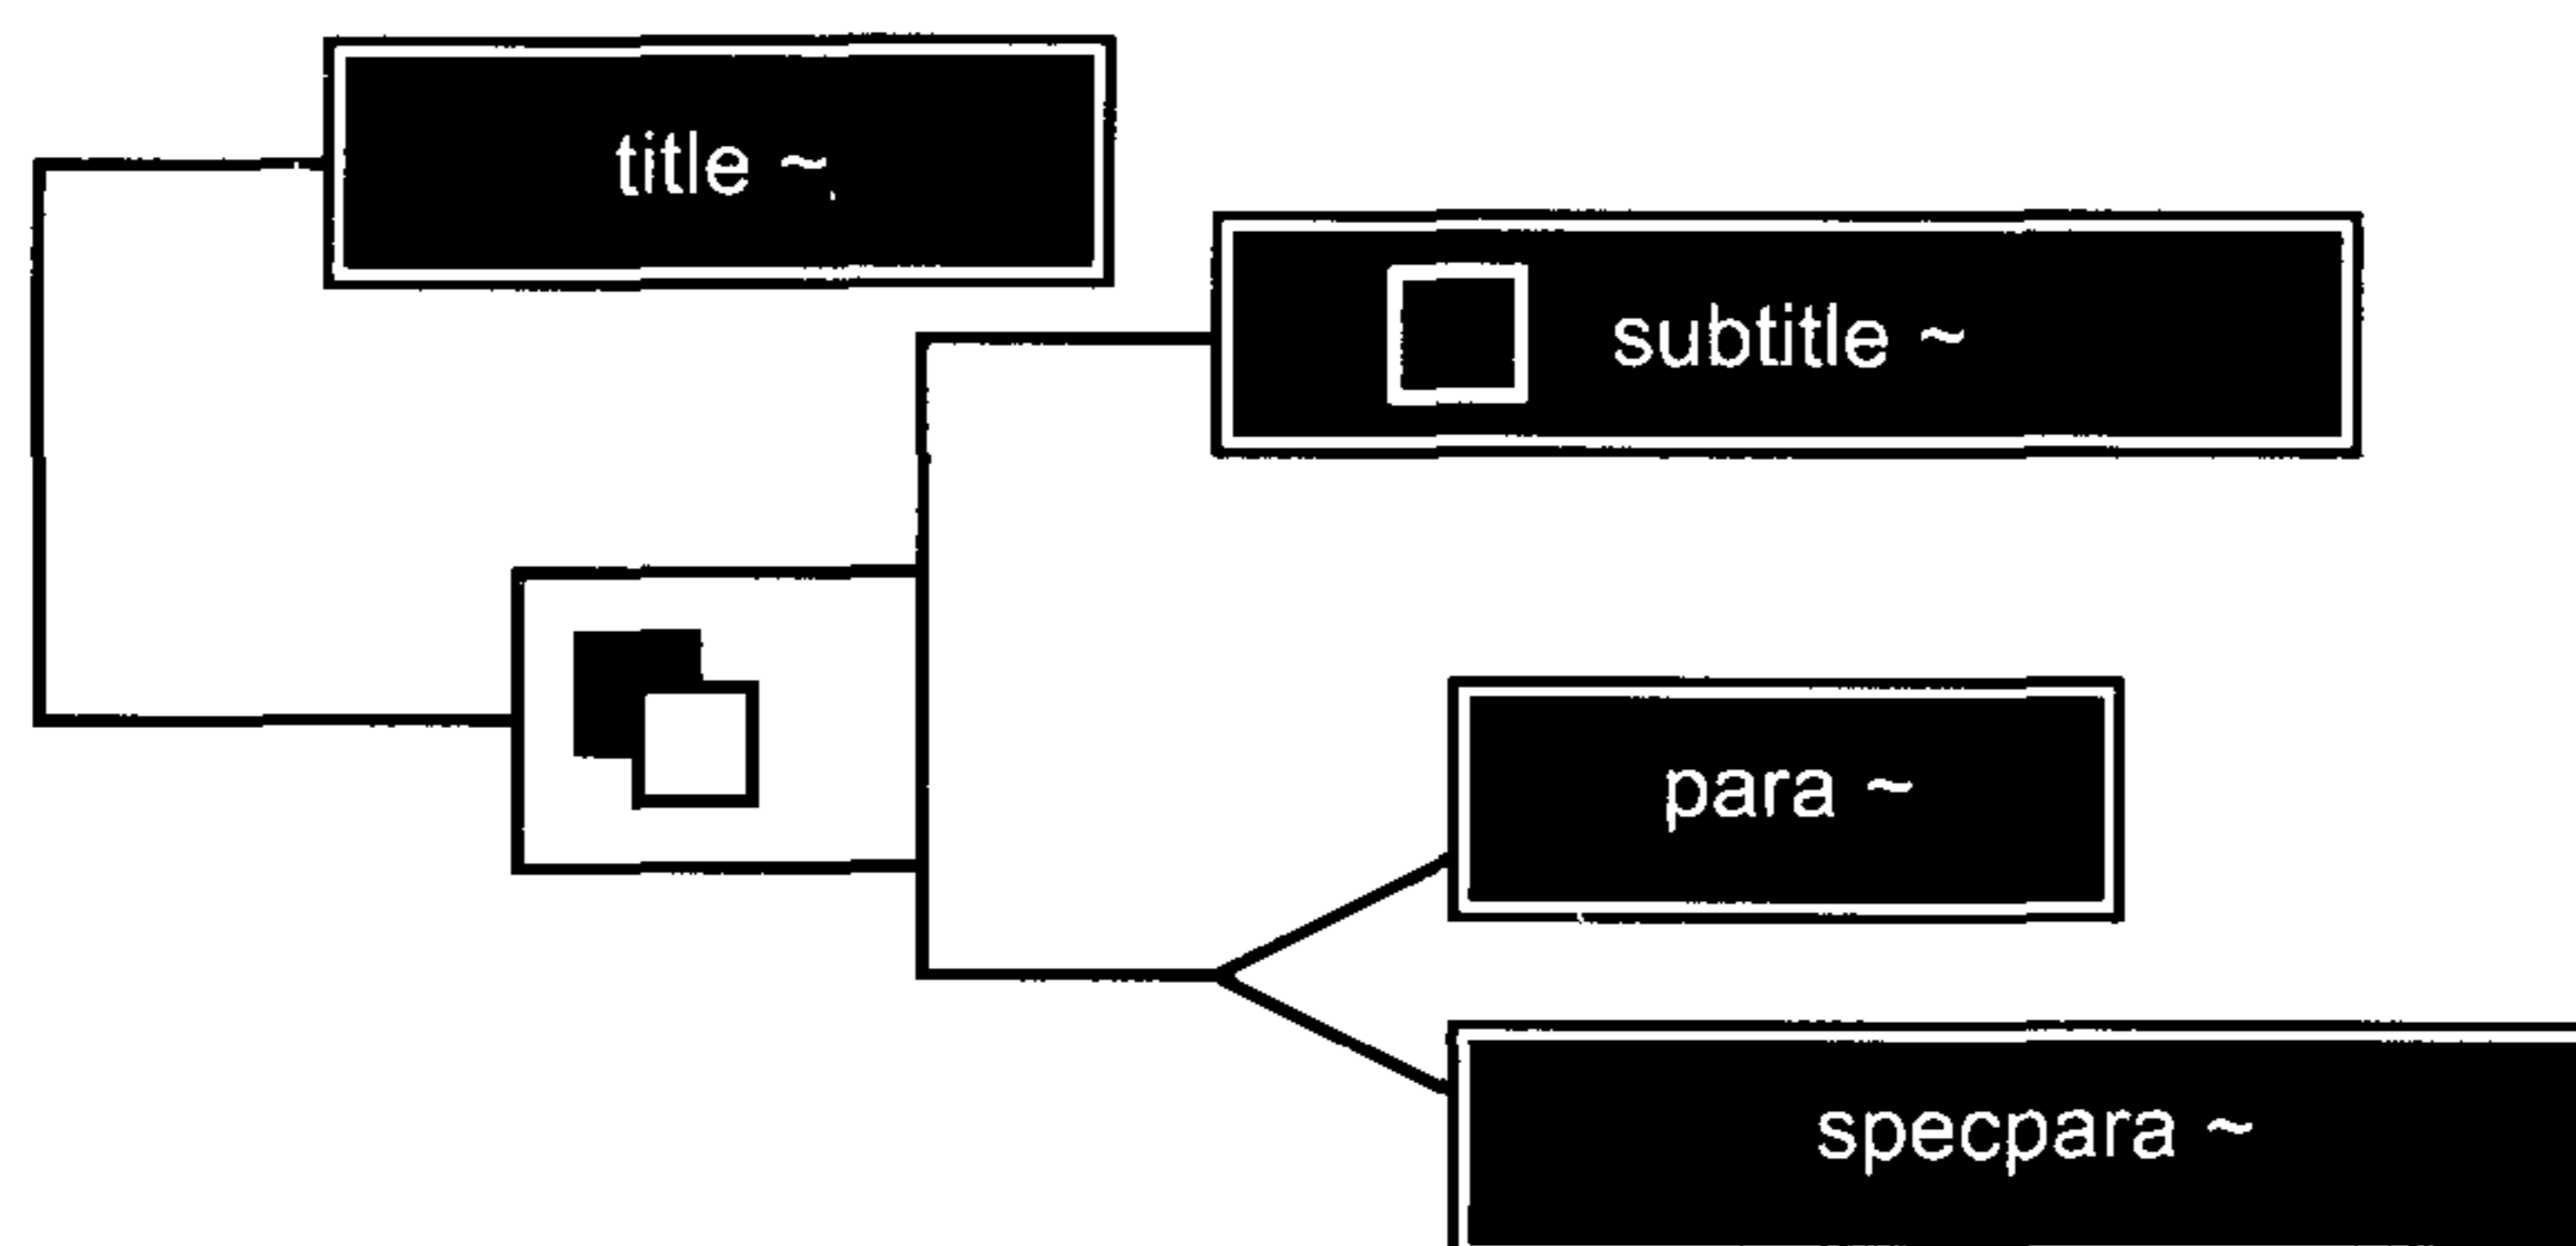 title ~
subtitle ~
para ~
specpara ~